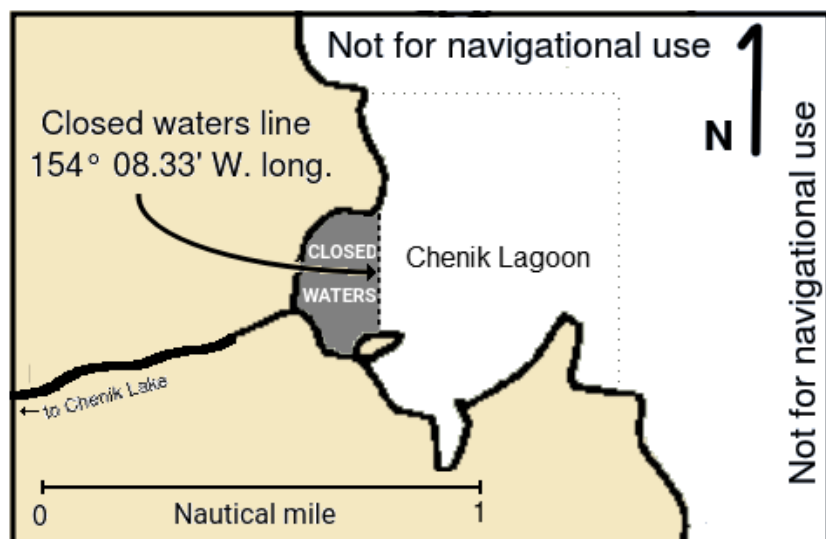 Not for navigational use
Closed waters line
154° 08.33' W. long.
N
Not for navigational use
CLOSED
WATERS
Chenik Lagoon
← to Chenik Lake
0
Nautical mile
1